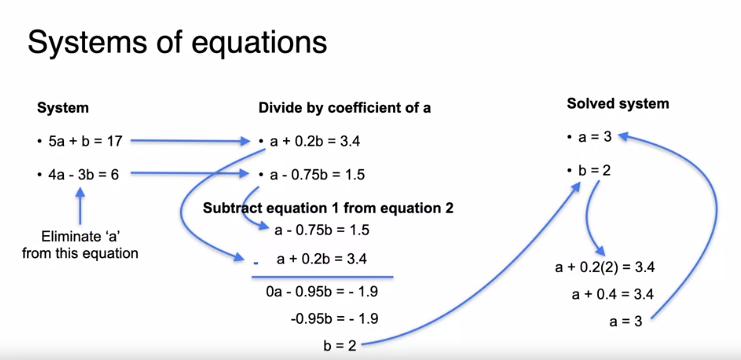 Systems of equations
System
• 5a + b = 17
• 4a - 3b = 6
Eliminate ‘a’
from this equation
Divide by coefficient of a
• a + 0.2b = 3.4
• a - 0.75b = 1.5
Subtract equation 1 from equation 2
a - 0.75b = 1.5
- a + 0.2b = 3.4
0a - 0.95b = - 1.9
-0.95b = - 1.9
b = 2
Solved system
• a = 3
• b = 2
a + 0.2(2) = 3.4
a + 0.4 = 3.4
a = 3